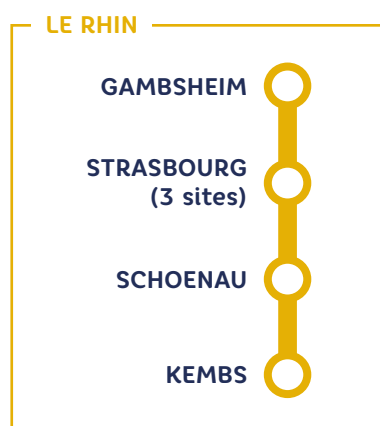 LE RHIN
GAMBSHEIM
STRASBOURG
(3 sites)
SCHOENAU
KEMBS